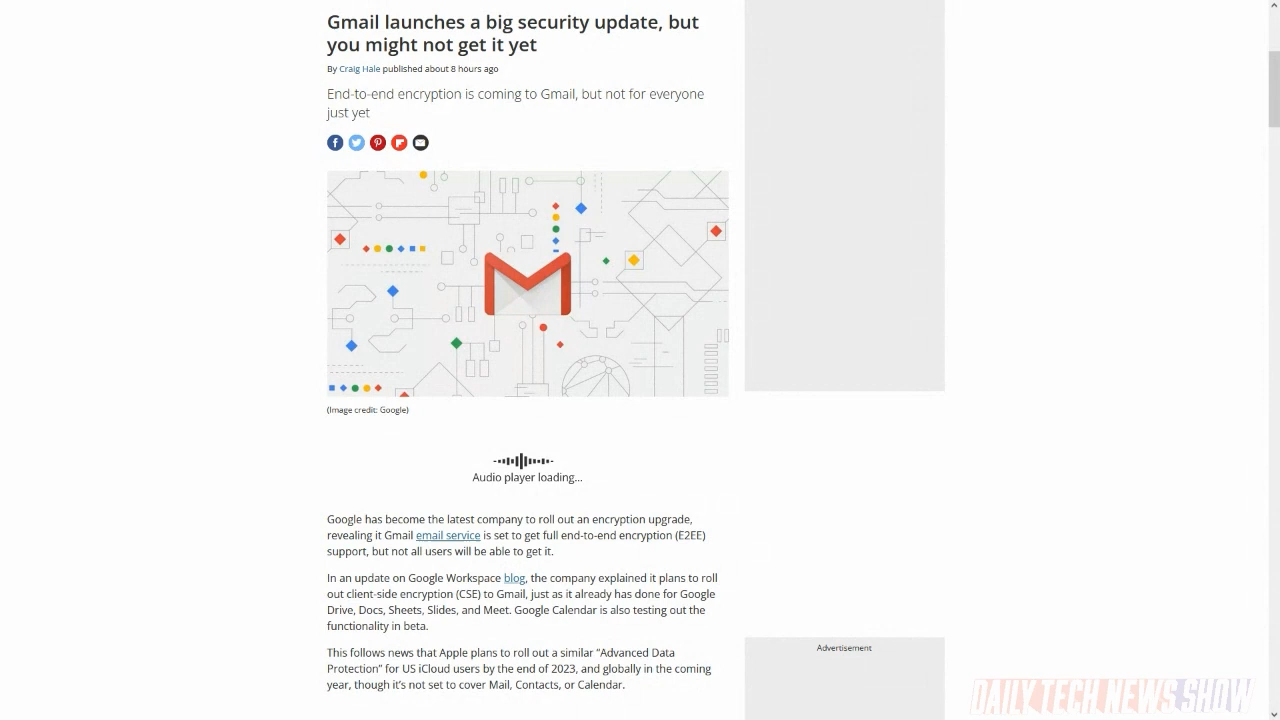 Gmail launches a big security update, but
you might not get it yet
By Craig Hale published about 8 hours ago
End-to-end encryption is coming to Gmail, but not for everyone
just yet
(Image credit: Google)
Audio player loading...
Google has become the latest company to roll out an encryption upgrade,
revealing it Gmail email service is set to get full end-to-end encryption (E2EE)
support, but not all users will be able to get it.
In an update on Google Workspace blog, the company explained it plans to roll
out client-side encryption (CSE) to Gmail, just as it already has done for Google
Drive, Docs, Sheets, Slides, and Meet. Google Calendar is also testing out the
functionality in beta.
This follows news that Apple plans to roll out a similar “Advanced Data
Protection” for US iCloud users by the end of 2023, and globally in the coming
year, though it’s not set to cover Mail, Contacts, or Calendar.
Advertisement
DAILY TECH NEWS SHOW